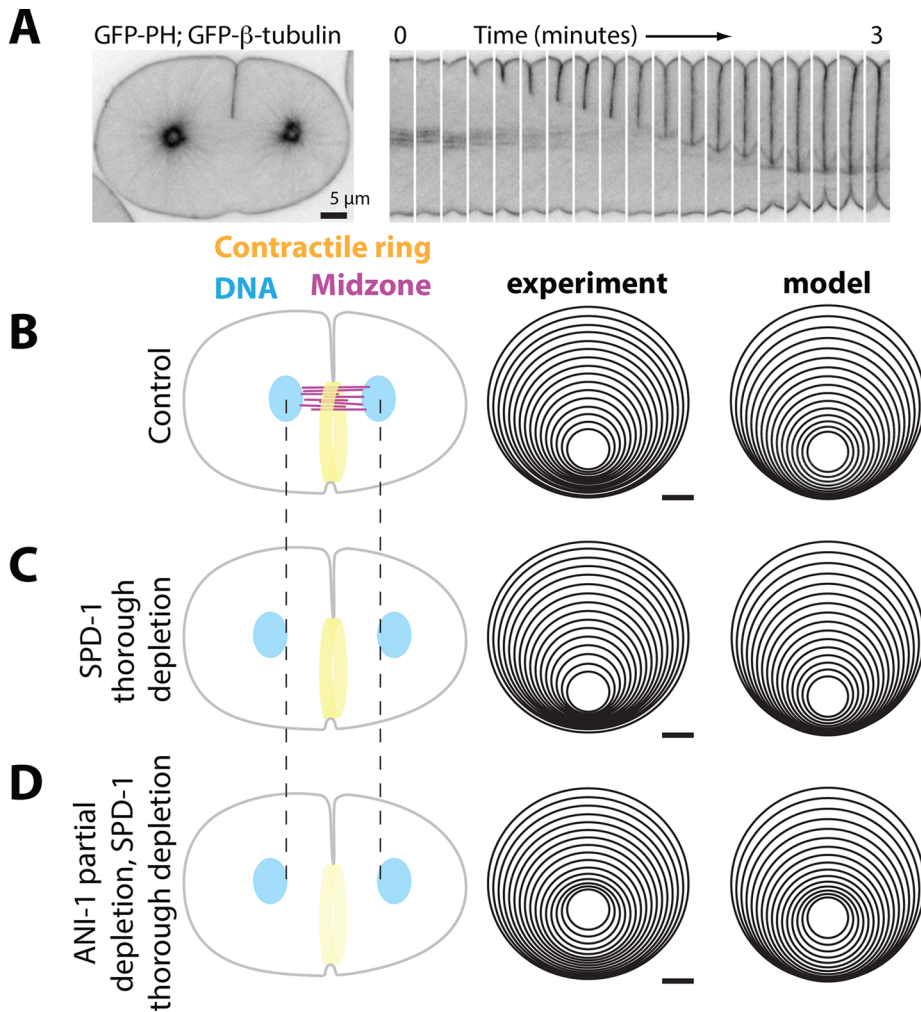 A
GFP-PH; GFP-β-tubulin
0 Time (minutes) 3
5 μm
Contractile ring
DNA Midzone
experiment model
B
Control
C
SPD-1
thorough
depletion
D
ANI-1 partial
depletion, SPD-1
thorough depletion